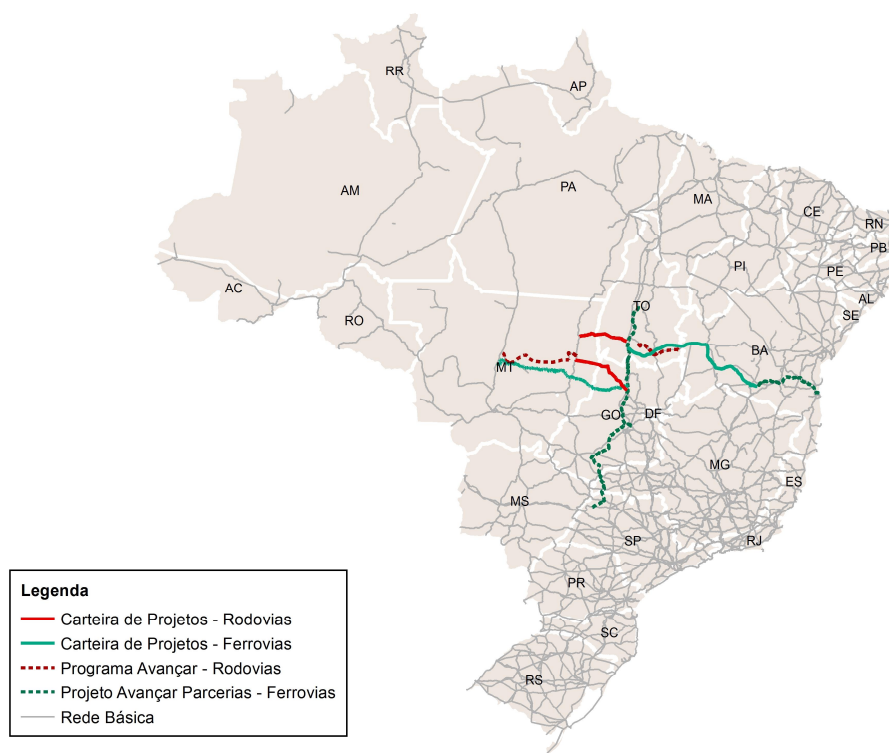 RR
AP
AM
PA
MA
CE
RN
PB
PI
PE
AL
SE
AC
TO
RO
BA
MT
GO
DF
MG
ES
MS
SP
RJ
PR
SC
RS
Legenda
Carteira de Projetos - Rodovias
Carteira de Projetos - Ferrovias
Programa Avançar - Rodovias
Projeto Avançar Parcerias - Ferrovias
Rede Básica